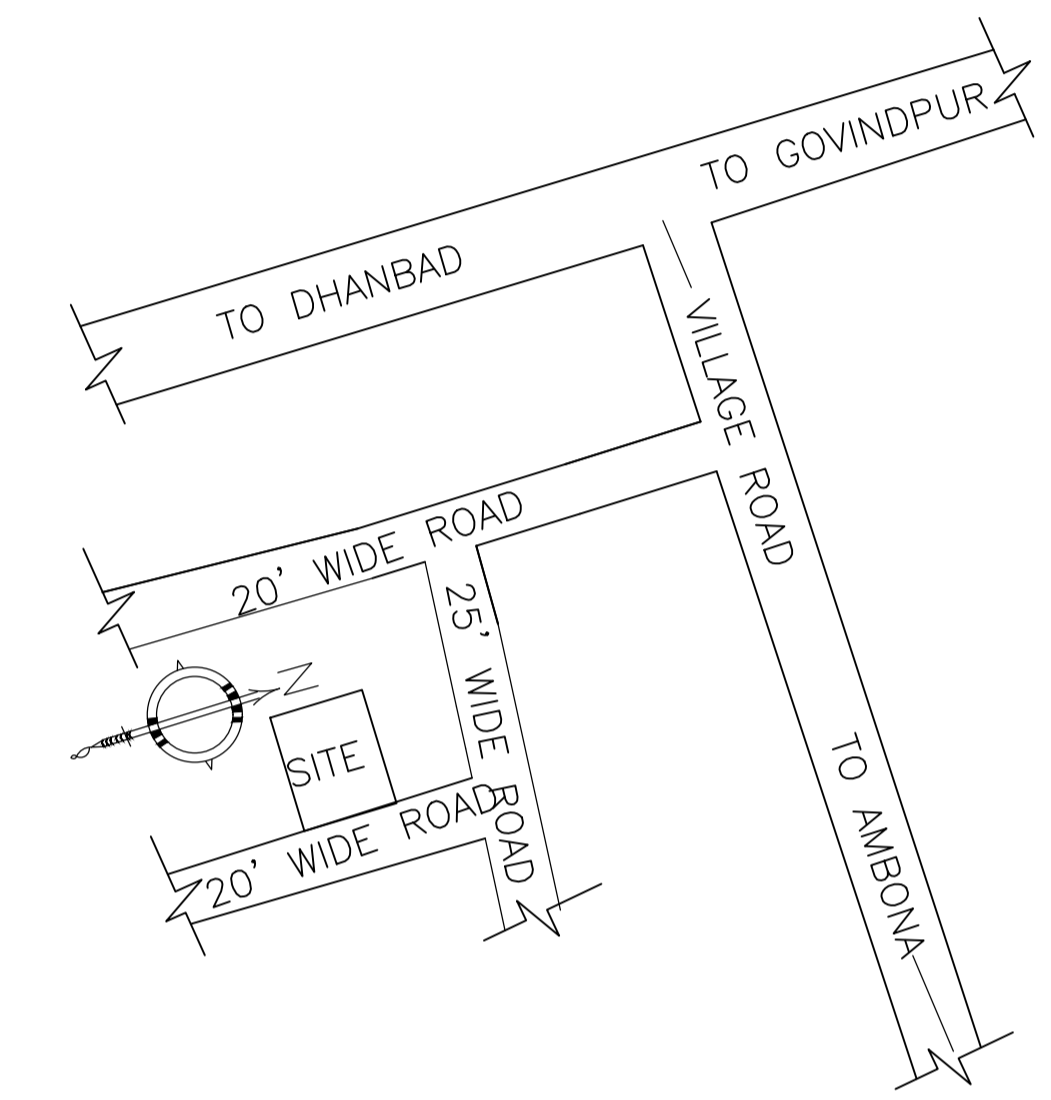 TO GOVINDPUR
TO DHANBAD
VILLAGE ROAD
20' WIDE ROAD
25' WIDE ROAD
N
SITE
20' WIDE ROAD
TO AMBONA